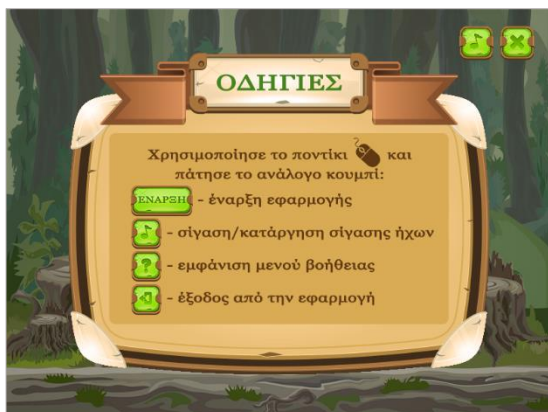 ΟΔΗΓΙΕΣ
Χρησιμοποίησε το ποντίκι και
πάτησε το ανάλογο κουμπί:
ΕΝΑΡΞΗ - έναρξη εφαρμογής
- σίγαση/κατάργηση σίγασης ήχων
? - εμφάνιση μενού βοήθειας
- έξοδος από την εφαρμογή